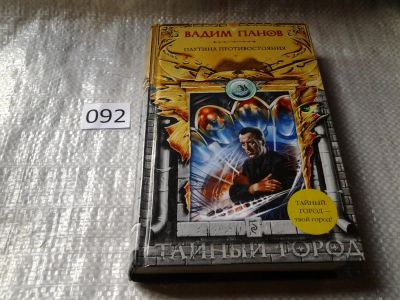 ВАДИМ ПАНОВ
ПАУТИНА ПРОТИВОСТОЯНИЯ
092
ТАЙНЫЙ
ГОРОД —
твой город!
ТАЙНЫЙ ГОРОД